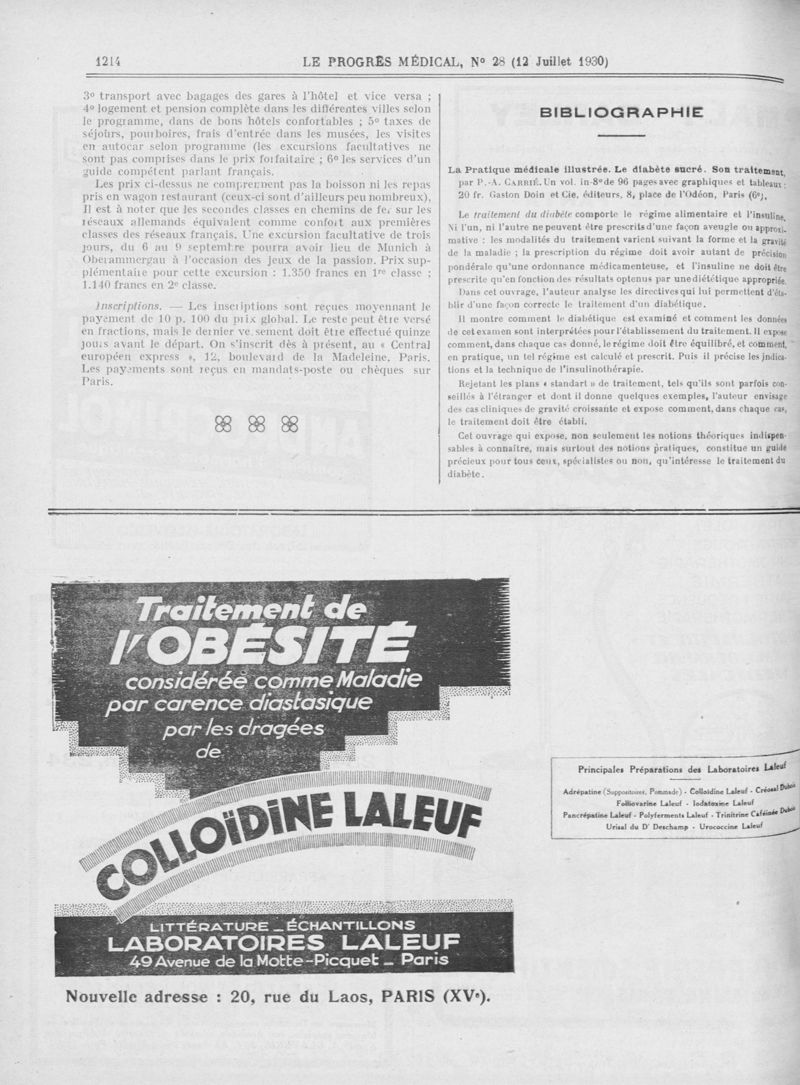 1214
LE PROGRÈS MÉDICAL, N° 28 (12 Juillet 1930)
3° transport avec bagages des gares à l'hôtel et vice versa ;
4° logement et pension complète dans les différentes villes selon
le programme, dans de bons hôtels confortables ; 5° taxes de
séjours, pourboires, frais d'entrée dans les musées, les visites
en autocar selon programme (les excursions facultatives ne
sont pas comprises dans le prix forfaitaire ; 6° les services d'un
guide compétent parlant français.
Les prix ci-dessus ne comprennent pas la boisson ni les repas
pris en wagon restaurant (ceux-ci sont d'ailleurs peu nombreux),
Il est à noter que les secondes classes en chemins de fer sur les
réseaux allemands équivalent comme confort aux premières
classes des réseaux français. Une excursion facultative de trois
jours, du 6 au 9 septembre pourra avoir lieu de Munich à
Oberammergau à l'occasion des jeux de la passion. Prix sup-
plémentaire pour cette excursion : 1.350 francs en 1re classe ;
1.140 francs en 2e classe.
Inscriptions. — Les inscriptions sont reçues moyennant le
payement de 10 p. 100 du prix global. Le reste peut être versé
en fractions, mais le dernier versement doit être effectué quinze
jours avant le départ. On s'inscrit dès à présent, au « Central
européen express », 12, boulevard de la Madeleine, Paris.
Les payements sont reçus en mandats-poste ou chèques sur
Paris.
BIBLIOGRAPHIE
La Pratique médicale illustrée. Le diabète sucré. Son traitement,
par P.-A. CARRIÉ. Un vol. in-8° de 96 pages avec graphiques et tableaux :
20 fr. Gaston Doin et Cie, éditeurs, 8, place de l'Odéon, Paris (6e),
Le traitement du diabète comporte le régime alimentaire et l'insuline,
Ni l'un, ni l'autre ne peuvent être prescrits d'une façon aveugle ou approxi-
mative : les modalités du traitement varient suivant la forme et la gravité
de la maladie ; la prescription du régime doit avoir autant de précision
pondérale qu'une ordonnance médicamenteuse, et l'insuline ne doit être
prescrite qu'en fonction des résultats optenus par une diététique appropriée.
Dans cet ouvrage, l'auteur analyse les directives qui lui permettent d'éta-
blir d'une façon correcte le traitement d'un diabétique.
Il montre comment le diabétique est examiné et comment les données
de cet examen sont interprétées pour l'établissement du traitement. Il expose
comment, dans chaque cas donné, le régime doit être équilibré, et comment,
en pratique, un tel régime est calculé et prescrit. Puis il précise les indica-
tions et la technique de l'insulinothérapie.
Rejetant les plans « standart » de traitement, tels qu'ils sont parfois con-
seillés à l'étranger et dont il donne quelques exemples, l'auteur envisage
des cas cliniques de gravité croissante et expose comment, dans chaque cas,
le traitement doit être établi.
Cet ouvrage qui expose, non seulement les notions théoriques indispen-
sables à connaître, mais surtout des notions pratiques, constitue un guide
précieux pour tous ceux, spécialistes ou non, qu'intéresse le traitement du
diabète.
Traitement de
l'OBÉSITÉ
considérée comme Maladie
par carence diastasique
par les dragées
de
COLLOÏDINE LALEUF
LITTÉRATURE _ ÉCHANTILLONS
LABORATOIRES LALEUF
49 Avenue de la Motte-Picquet _ Paris
Nouvelle adresse : 20, rue du Laos, PARIS (XVe).
Principales Préparations des Laboratoires Laleuf
Adrépatine (Suppositoires, Pommade) - Colloïdine Laleuf - Créosal Dubois
Folliovarine Laleuf - Iodatoxine Laleuf
Pancrépatine Laleuf - Polyferments Laleuf - Trinitrine Caféinée Dubois
Urisal du Dr Deschamp - Urococcine Laleuf